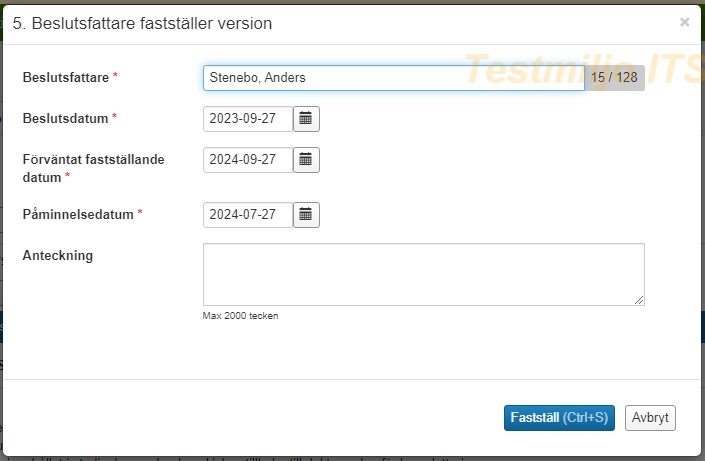 5. Beslutsfattare fastställer version
×
Testmiljö ITS
Beslutsfattare *
Stenebo, Anders
15 / 128
Beslutsdatum *
2023-09-27
Förväntat fastställande
datum *
2024-09-27
Påminnelsedatum *
2024-07-27
Anteckning
Max 2000 tecken
Fastställ (Ctrl+S)
Avbryt